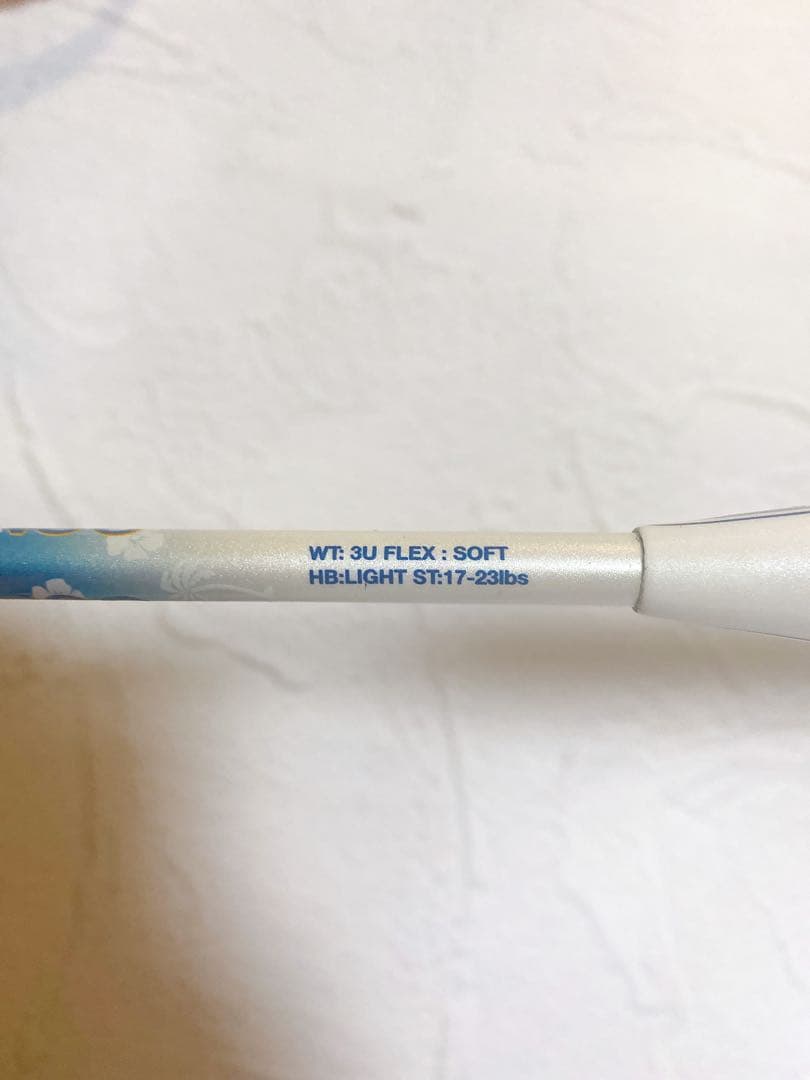 WT: 3U FLEX : SOFT
HB:LIGHT ST:17-23lbs